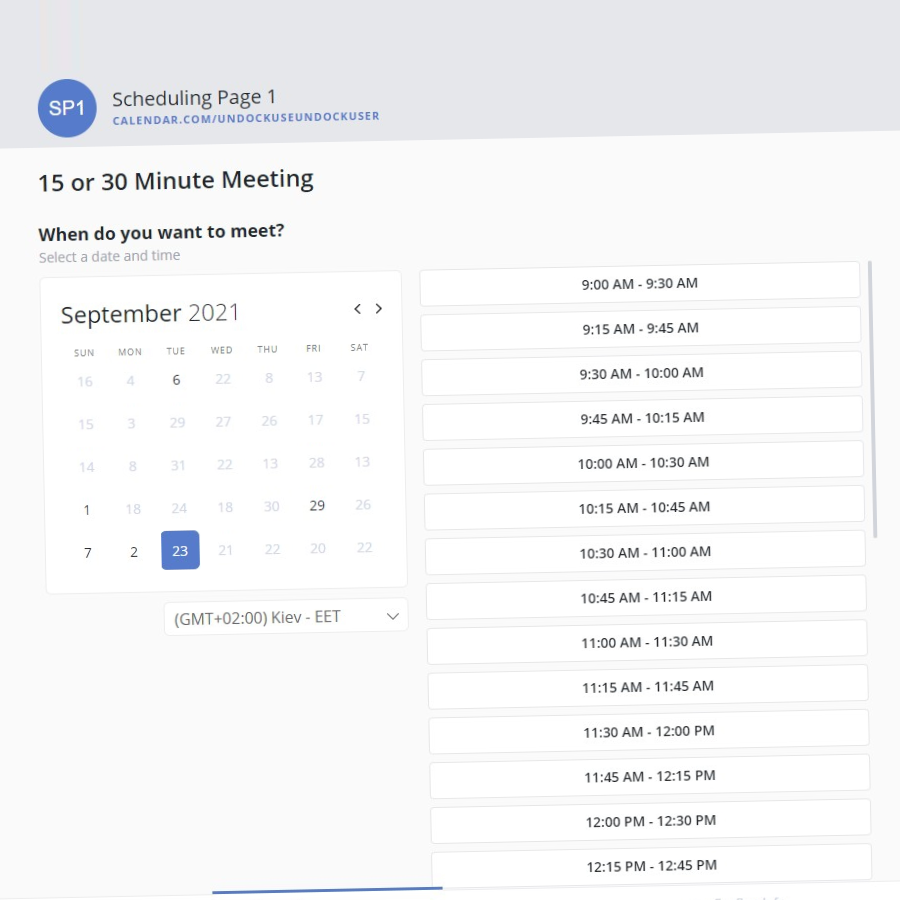 SP1
Scheduling Page 1
CALENDAR.COM/UNDOCKUSEUNDOCKUSER
15 or 30 Minute Meeting
When do you want to meet?
Select a date and time
September 2021
SUN MON TUE WED THU FRI SAT
16 4 6 22 8 13 7
15 3 29 27 26 17 15
14 8 31 22 13 28 13
1 18 24 18 30 29 26
7 2 23 21 22 20 22
(GMT+02:00) Kiev - EET
9:00 AM - 9:30 AM
9:15 AM - 9:45 AM
9:30 AM - 10:00 AM
9:45 AM - 10:15 AM
10:00 AM - 10:30 AM
10:15 AM - 10:45 AM
10:30 AM - 11:00 AM
10:45 AM - 11:15 AM
11:00 AM - 11:30 AM
11:15 AM - 11:45 AM
11:30 AM - 12:00 PM
11:45 AM - 12:15 PM
12:00 PM - 12:30 PM
12:15 PM - 12:45 PM